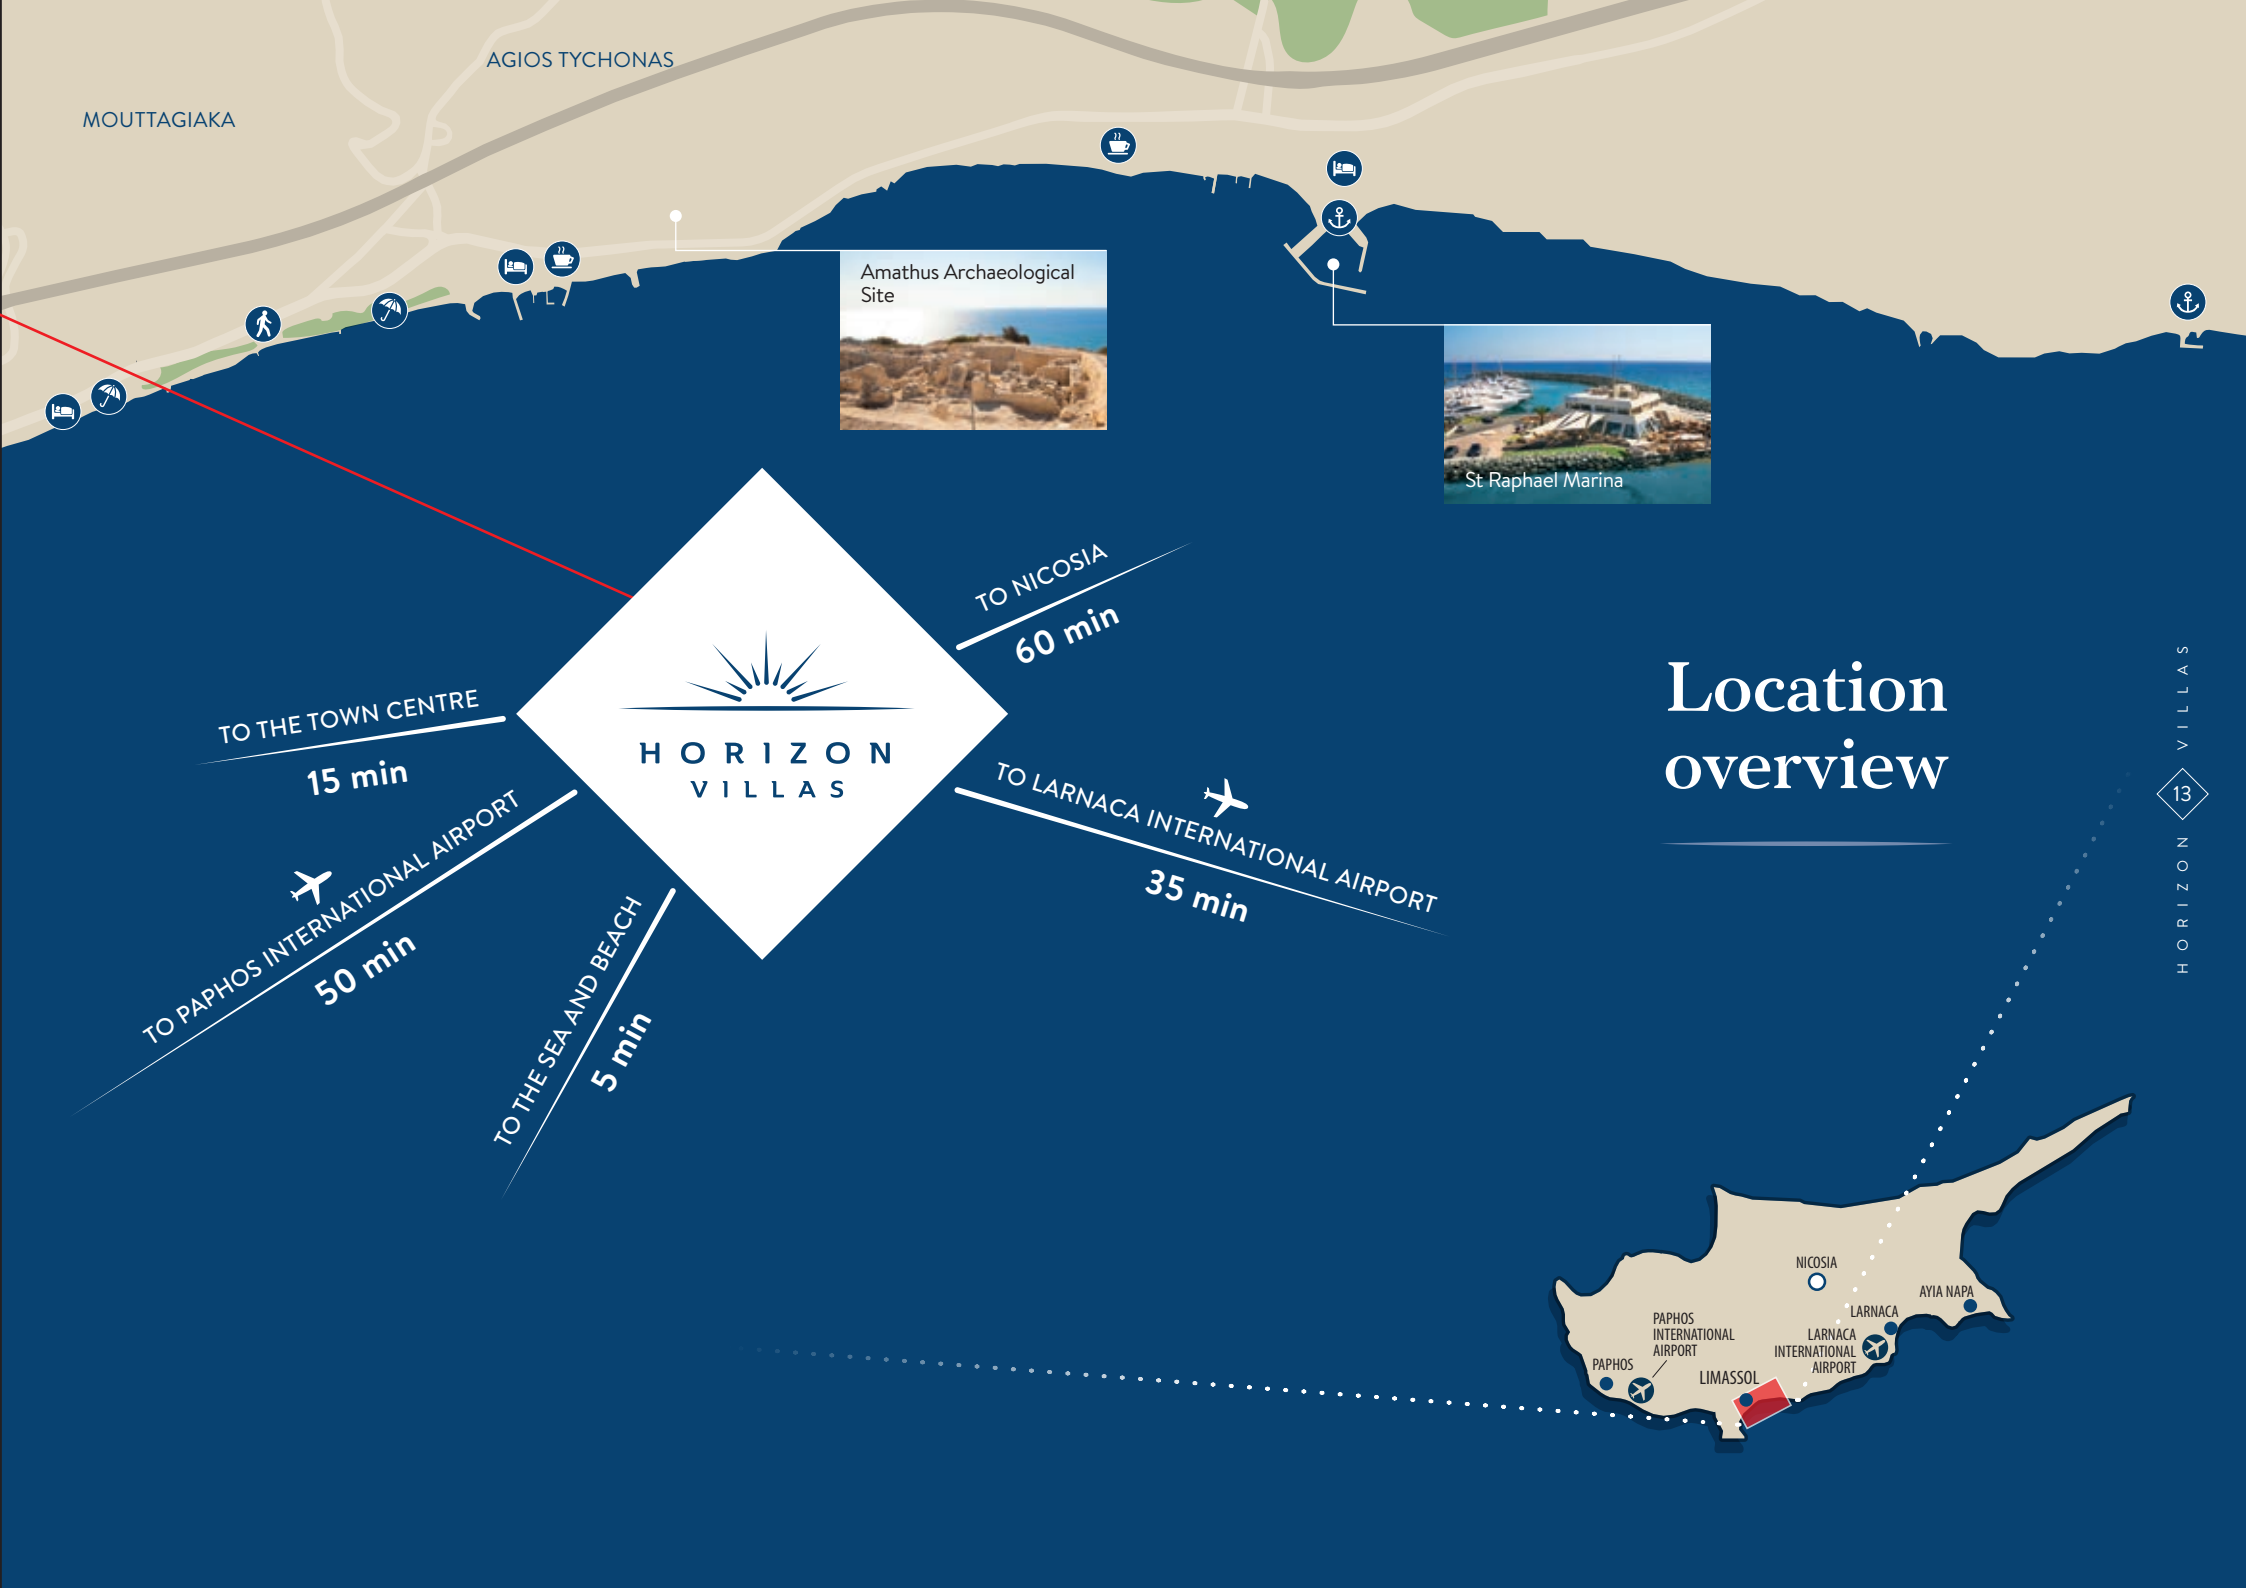 AGIOS TYCHONAS
MOUTTAGIAKA
Amathus Archaeological
Site
St Raphael Marina
TO NICOSIA
60 min
TO THE TOWN CENTRE
15 min
HORIZON
VILLAS
TO LARNACA INTERNATIONAL AIRPORT
35 min
TO PAPHOS INTERNATIONAL AIRPORT
50 min
TO THE SEA AND BEACH
5 min
Location
overview
HORIZON 13 VILLAS
NICOSIA
AYIA NAPA
LARNACA
PAPHOS
INTERNATIONAL
AIRPORT
LARNACA
INTERNATIONAL
AIRPORT
PAPHOS
LIMASSOL